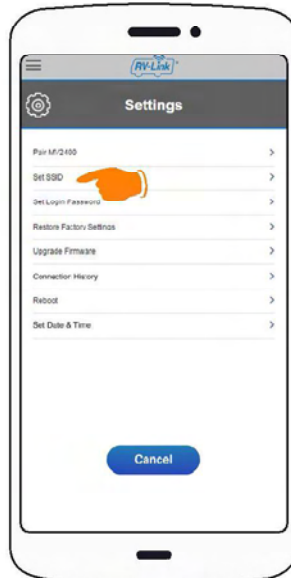 RV-Link
Settings
Pair MV2400
Set SSID
Set Login Password
Restore Factory Settings
Upgrade Firmware
Connection History
Reboot
Set Date & Time
Cancel